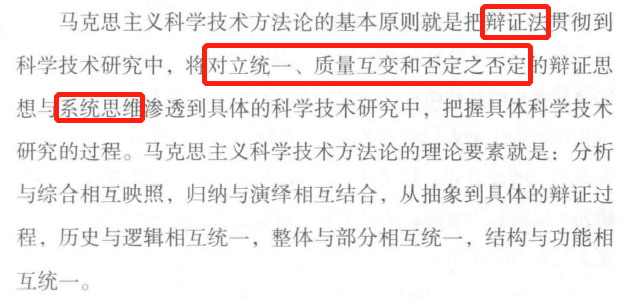 马克思主义科学技术方法论的基本原则就是把辩证法贯彻到
科学技术研究中，将对立统一、质量互变和否定之否定的辩证思
想与系统思维渗透到具体的科学技术研究中，把握具体科学技术
研究的过程。马克思主义科学技术方法论的理论要素就是：分析
与综合相互映照，归纳与演绎相互结合，从抽象到具体的辩证过
程，历史与逻辑相互统一，整体与部分相互统一，结构与功能相
互统一。